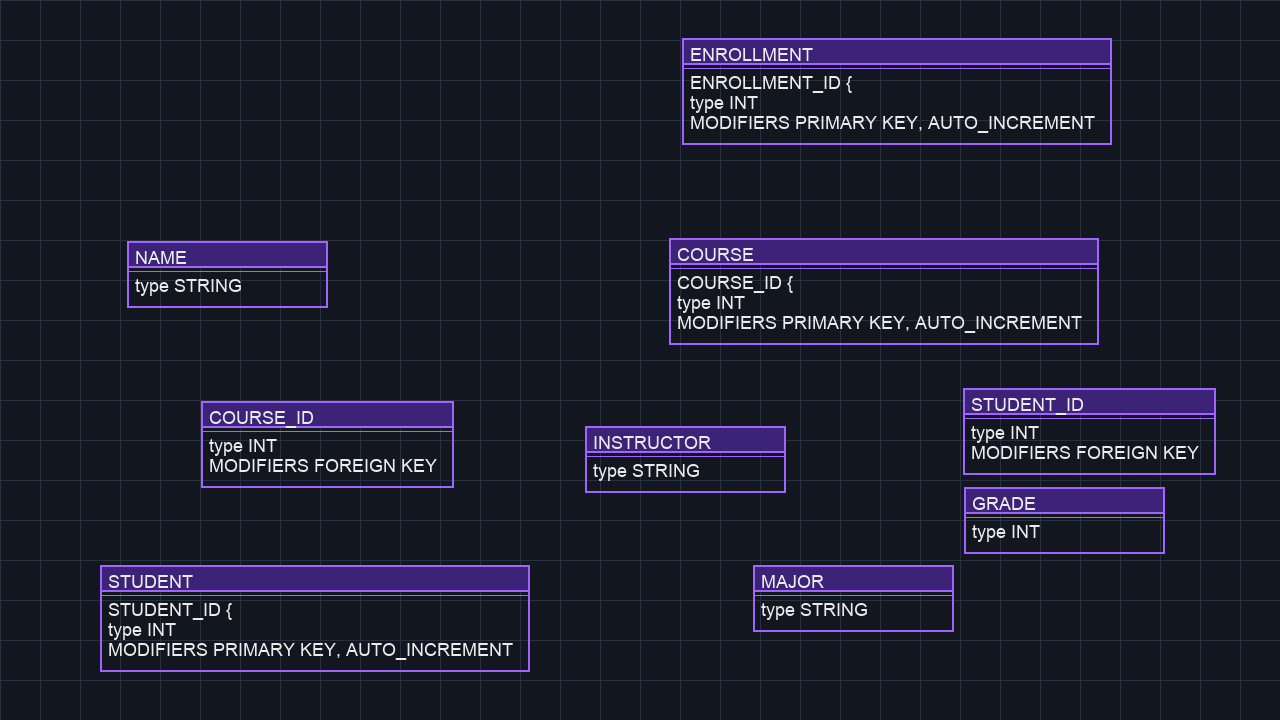 ENROLLMENT
ENROLLMENT_ID {
type INT
MODIFIERS PRIMARY KEY, AUTO_INCREMENT
NAME
type STRING
COURSE
COURSE_ID {
type INT
MODIFIERS PRIMARY KEY, AUTO_INCREMENT
COURSE_ID
type INT
MODIFIERS FOREIGN KEY
INSTRUCTOR
type STRING
STUDENT_ID
type INT
MODIFIERS FOREIGN KEY
GRADE
type INT
STUDENT
STUDENT_ID {
type INT
MODIFIERS PRIMARY KEY, AUTO_INCREMENT
MAJOR
type STRING